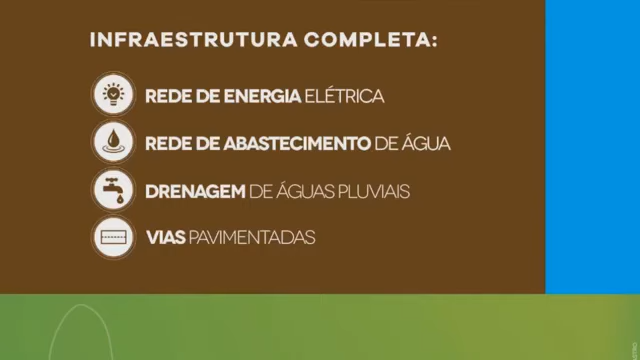 INFRAESTRUTURA COMPLETA:
REDE DE ENERGIA ELÉTRICA
REDE DE ABASTECIMENTO DE ÁGUA
DRENAGEM DE ÁGUAS PLUVIAIS
VIAS PAVIMENTADAS